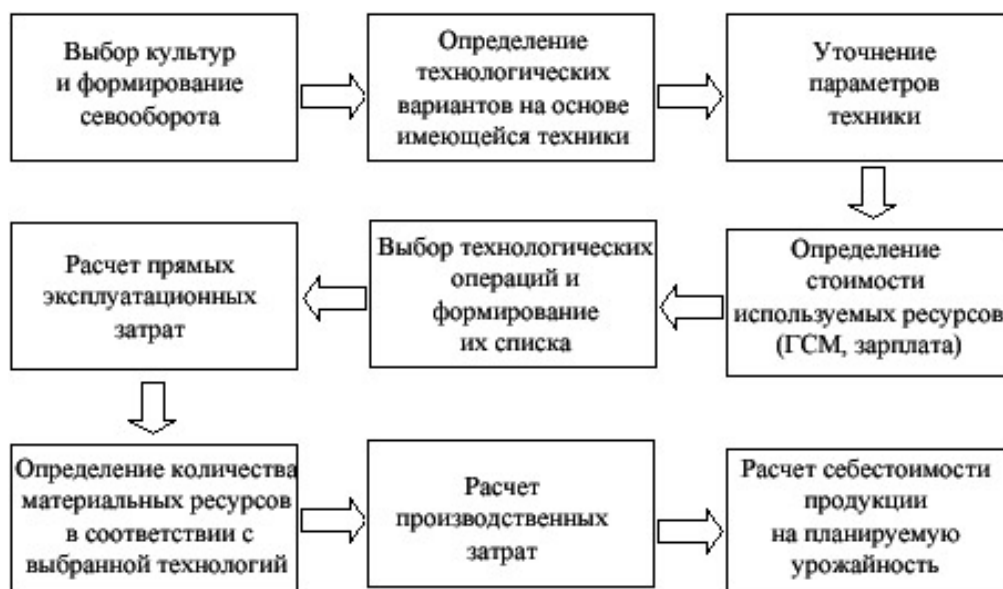 Выбор культур
и формирование
севооборота
Определение
технологических
вариантов на основе
имеющейся техники
Уточнение
параметров
техники
Определение
стоимости
используемых ресурсов
(ГСМ, зарплата)
Выбор технологических
операций и
формирование
их списка
Расчет прямых
эксплуатационных
затрат
Определение количества
материальных ресурсов
в соответствии с
выбранной технологий
Расчет
производственных
затрат
Расчет себестоимости
продукции
на планируемую
урожайность